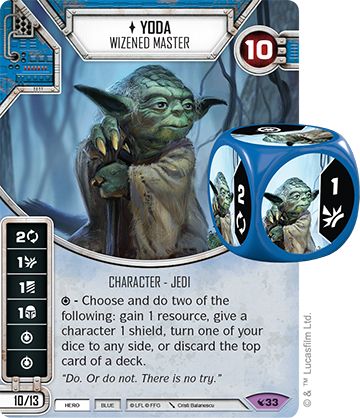 YODA
WIZENED MASTER
10
2
1
2
1
1
1
CHARACTER - JEDI
- Choose and do two of the
following: gain 1 resource, give a
character 1 shield, turn one of your
dice to any side, or discard the top
card of a deck.
"Do. Or do not. There is no try."
10/13
HERO
BLUE
© LFL © FFG
Cristi Balanescu
33
© & ™ Lucasfilm Ltd.